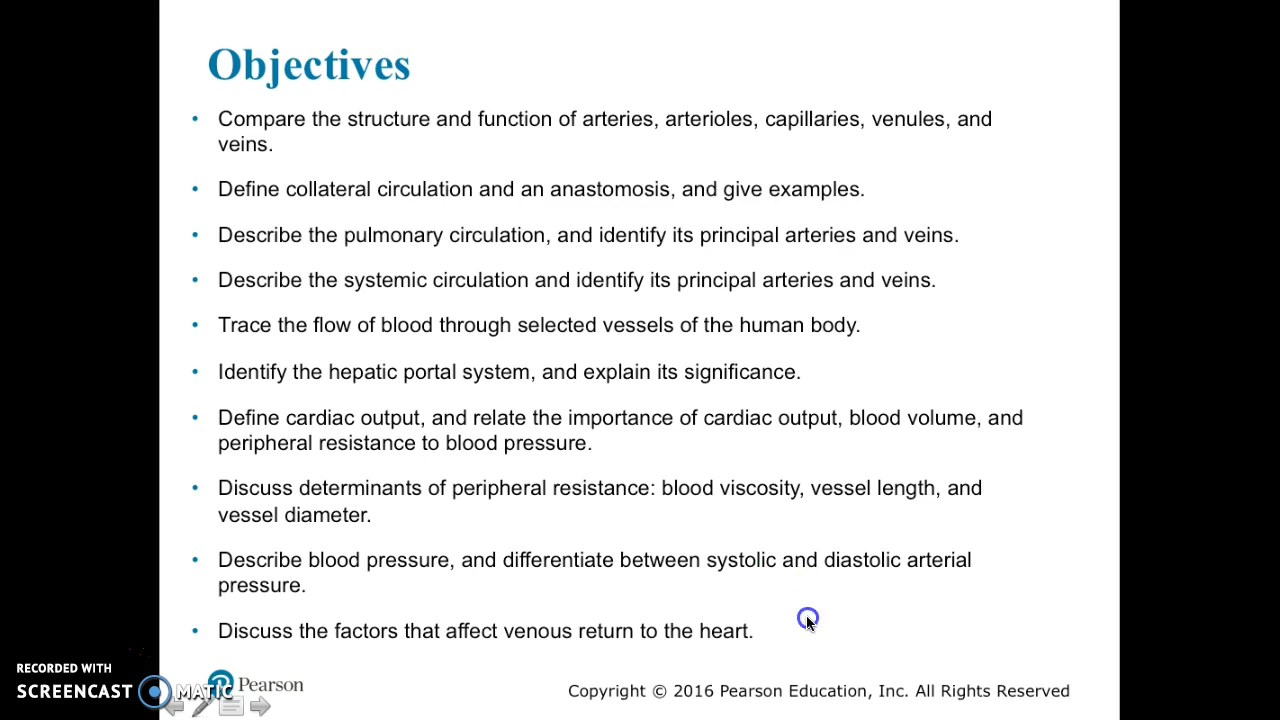 Objectives
• Compare the structure and function of arteries, arterioles, capillaries, venules, and
veins.
• Define collateral circulation and an anastomosis, and give examples.
• Describe the pulmonary circulation, and identify its principal arteries and veins.
• Describe the systemic circulation and identify its principal arteries and veins.
• Trace the flow of blood through selected vessels of the human body.
• Identify the hepatic portal system, and explain its significance.
• Define cardiac output, and relate the importance of cardiac output, blood volume, and
peripheral resistance to blood pressure.
• Discuss determinants of peripheral resistance: blood viscosity, vessel length, and
vessel diameter.
• Describe blood pressure, and differentiate between systolic and diastolic arterial
pressure.
• Discuss the factors that affect venous return to the heart.
RECORDED WITH
SCREENCAST MATIC
Pearson
Copyright © 2016 Pearson Education, Inc. All Rights Reserved